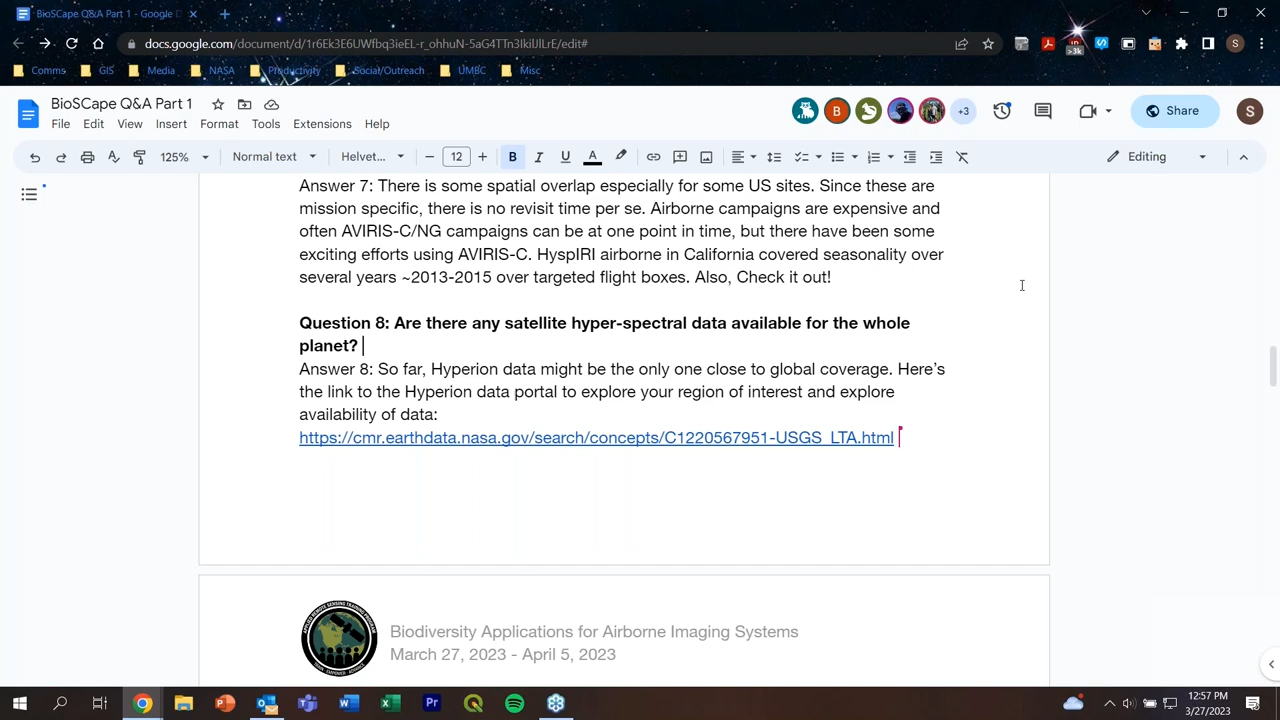 BioSCape Q&A Part 1 - Google D
docs.google.com/document/d/1r6Ek3E6UWfbq3ieEL-r_ohhuN-5aG4TTn3IkiIJILrE/edit#
>3k
S
Comms GIS Media NASA Productivity Social/Outreach UMBC Misc
BioSCape Q&A Part 1
B
+3
Share
S
File Edit View Insert Format Tools Extensions Help
125% Normal text Helvet... 12 B I U A Editing
Answer 7: There is some spatial overlap especially for some US sites. Since these are
mission specific, there is no revisit time per se. Airborne campaigns are expensive and
often AVIRIS-C/NG campaigns can be at one point in time, but there have been some
exciting efforts using AVIRIS-C. HyspIRI airborne in California covered seasonality over
several years ~2013-2015 over targeted flight boxes. Also, Check it out!
Question 8: Are there any satellite hyper-spectral data available for the whole
planet?
Answer 8: So far, Hyperion data might be the only one close to global coverage. Here’s
the link to the Hyperion data portal to explore your region of interest and explore
availability of data:
https://cmr.earthdata.nasa.gov/search/concepts/C1220567951-USGS_LTA.html
Biodiversity Applications for Airborne Imaging Systems
March 27, 2023 - April 5, 2023
12:57 PM
3/27/2023